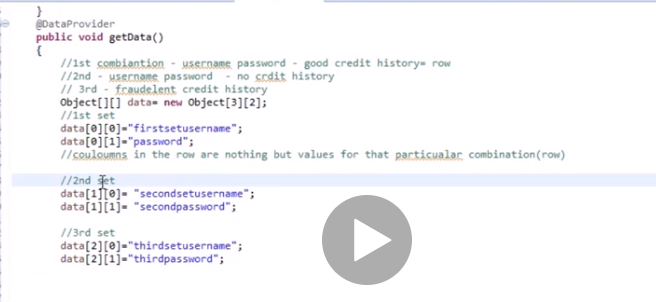 }
@DataProvider
public void getData()
{
//1st combiantion - username password - good credit history= row
//2nd - username password - no crdit history
// 3rd - fraudelent credit history
Object[][] data= new Object[3][2];
//1st set
data[0][0]="firstsetusername";
data[0][1]="password";
//couloumns in the row are nothing but values for that particualar combination(row)
//2nd set
data[1][0]= "secondsetusername";
data[1][1]= "secondpassword";
//3rd set
data[2][0]="thirdsetusername";
data[2][1]="thirdpassword";